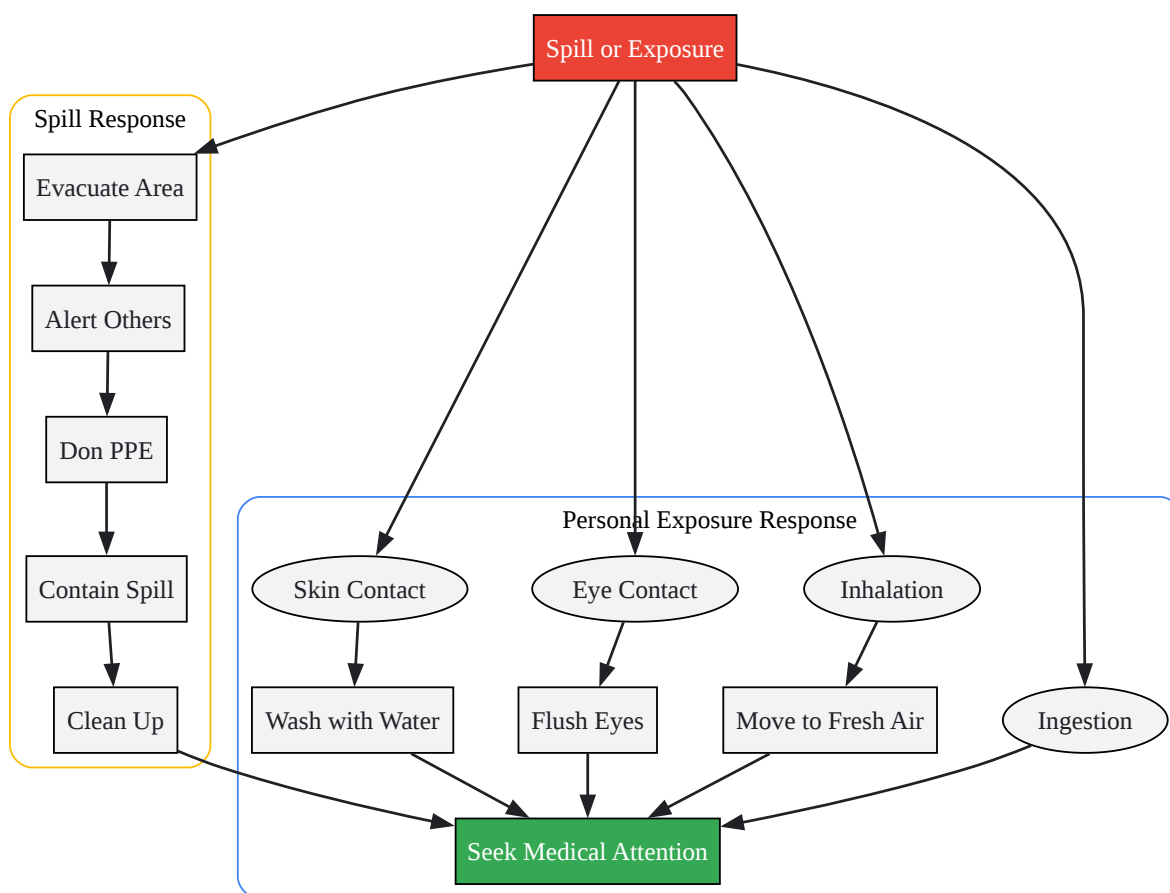 Spill or Exposure
Spill Response
Evacuate Area
Alert Others
Don PPE
Contain Spill
Clean Up
Personal Exposure Response
Skin Contact
Eye Contact
Inhalation
Wash with Water
Flush Eyes
Move to Fresh Air
Ingestion
Seek Medical Attention